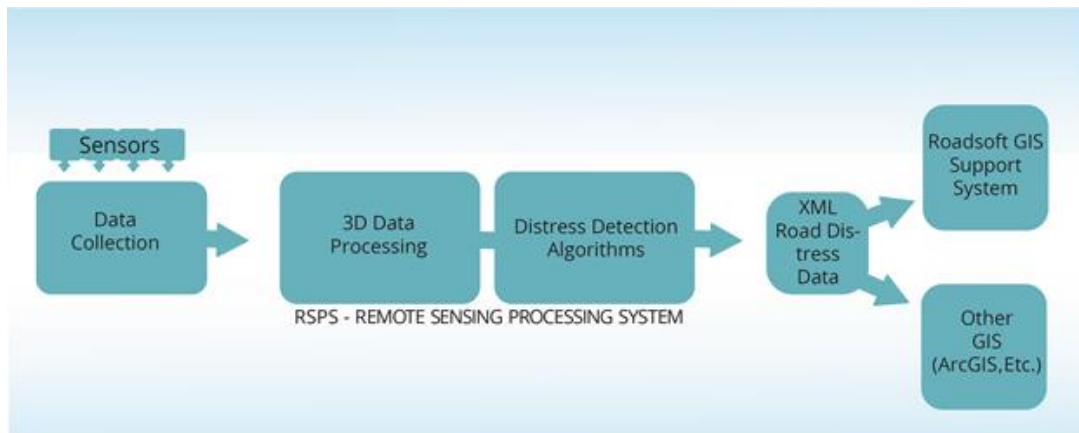 Sensors
Data
Collection
3D Data
Processing
Distress Detection
Algorithms
RSPS - REMOTE SENSING PROCESSING SYSTEM
XML
Road Dis-
tress
Data
Roadsoft GIS
Support
System
Other
GIS
(ArcGIS,Etc.)